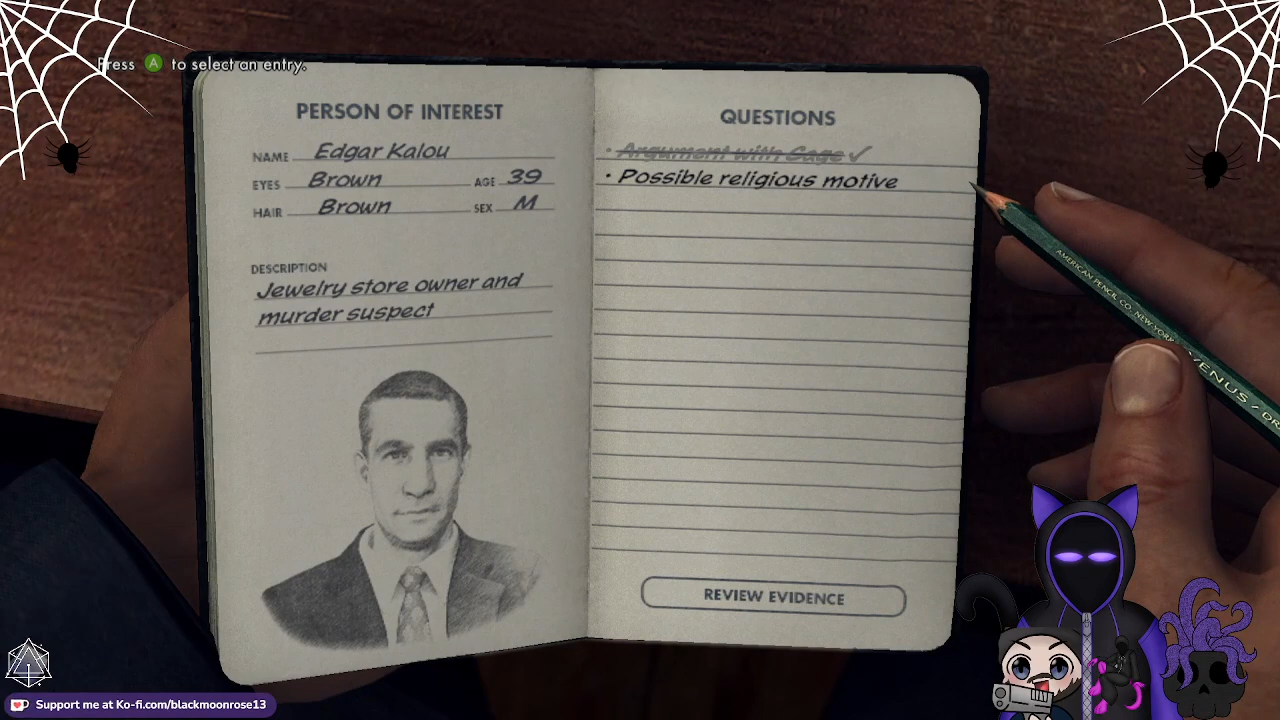 Press A to select an entry.
PERSON OF INTEREST
NAME Edgar Kalou
EYES Brown AGE 39
HAIR Brown SEX M
DESCRIPTION
Jewelry store owner and
murder suspect
QUESTIONS
· Argument with Gage ✓
· Possible religious motive
REVIEW EVIDENCE
AMERICAN PENCIL CO. NEW YORK
VENUS / DR
Support me at Ko-fi.com/blackmoonrose13